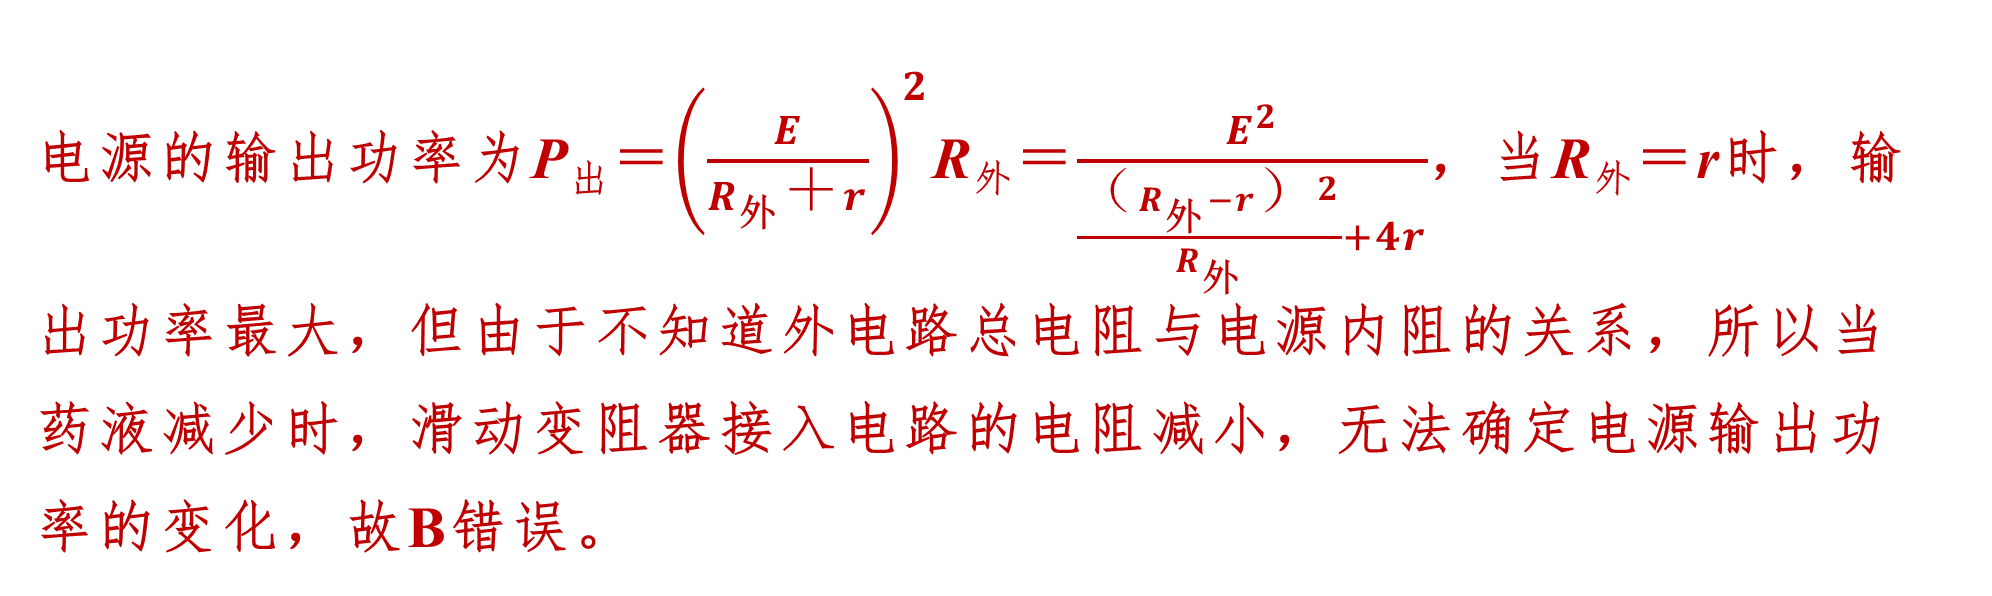 电源的输出功率为P出＝(E/(R外＋r))²R外＝E²/((R外-r)²/R外+4r)，当R外＝r时，输
出功率最大，但由于不知道外电路总电阻与电源内阻的关系，所以当
药液减少时，滑动变阻器接入电路的电阻减小，无法确定电源输出功
率的变化，故B错误。